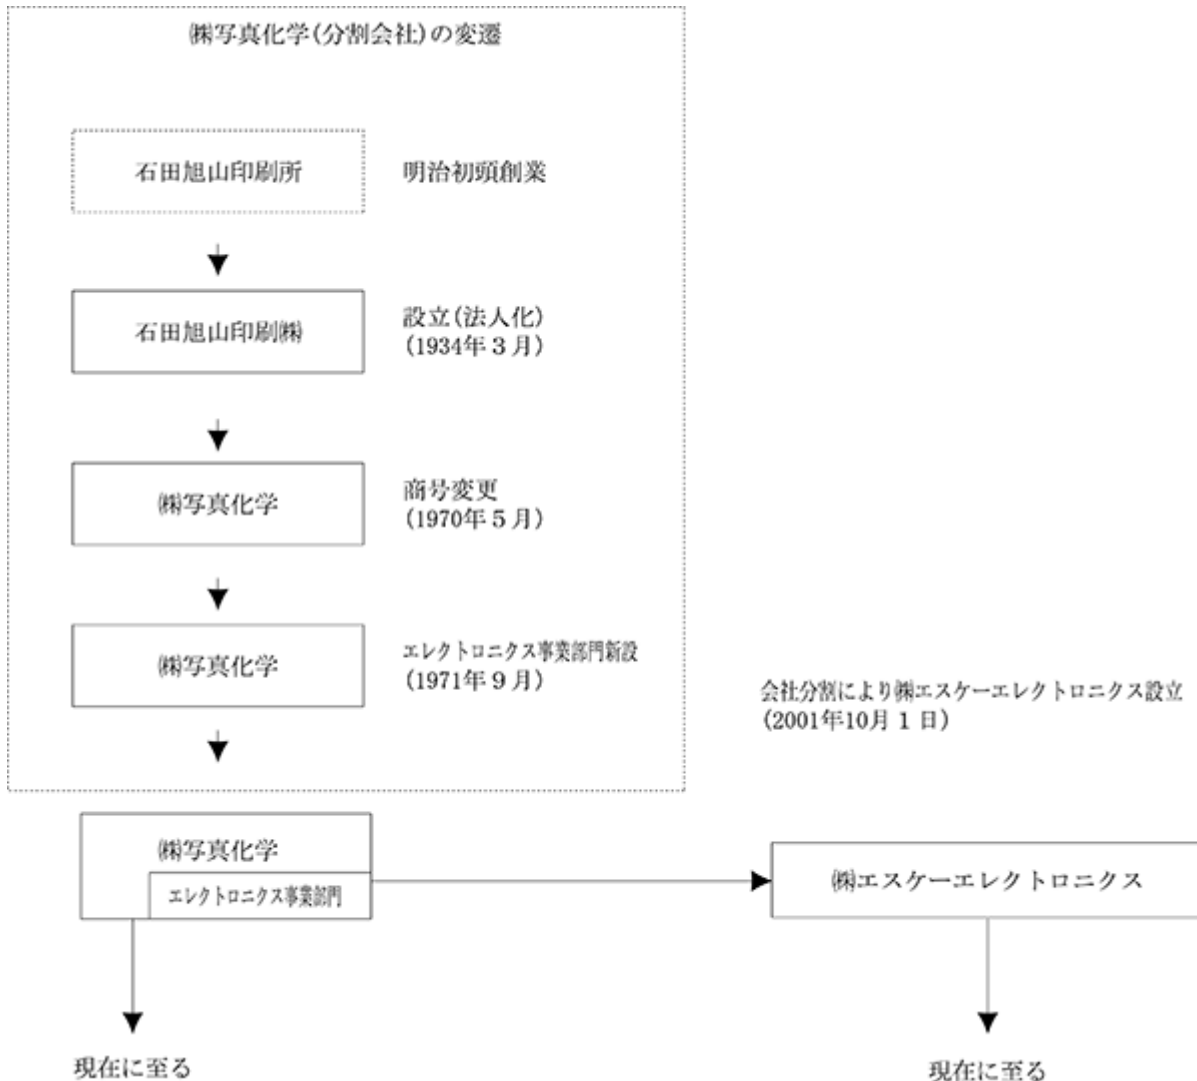 ㈱写真化学(分割会社)の変遷
石田旭山印刷所
明治初頭創業
石田旭山印刷㈱
設立(法人化)
(1934年3月)
㈱写真化学
商号変更
(1970年5月)
㈱写真化学
エレクトロニクス事業部門新設
(1971年9月)
会社分割により㈱エスケーエレクトロニクス設立
(2001年10月1日)
㈱写真化学
エレクトロニクス事業部門
㈱エスケーエレクトロニクス
現在に至る
現在に至る